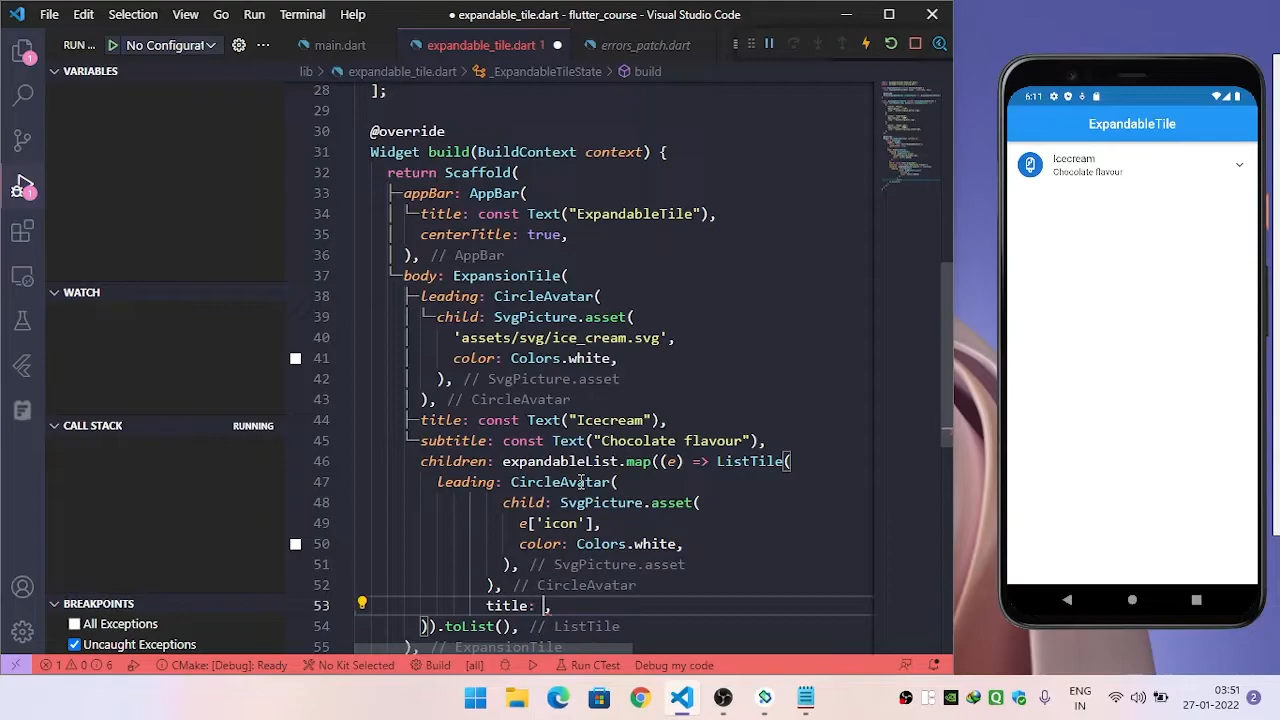 File Edit Selection View Go Run Terminal Help
● expandable_tile.dart - flutter_course - Visual Studio Code
RUN ... No Configural
main.dart
expandable_tile.dart 1
errors_patch.dart
lib > expandable_tile.dart > _ExpandableTileState > build
VARIABLES
WATCH
CALL STACK
RUNNING
BREAKPOINTS
All Exceptions
Uncaught Exceptions
28 ];
29
30 @override
31 Widget build(BuildContext context) {
32 return Scaffold(
33 appBar: AppBar(
34 title: const Text("ExpandableTile"),
35 centerTitle: true,
36 ), // AppBar
37 body: ExpansionTile(
38 leading: CircleAvatar(
39 child: SvgPicture.asset(
40 'assets/svg/ice_cream.svg',
41 color: Colors.white,
42 ), // SvgPicture.asset
43 ), // CircleAvatar
44 title: const Text("Icecream"),
45 subtitle: const Text("Chocolate flavour"),
46 children: expandableList.map((e) => ListTile(
47 leading: CircleAvatar(
48 child: SvgPicture.asset(
49 e['icon'],
50 color: Colors.white,
51 ), // SvgPicture.asset
52 ), // CircleAvatar
53 title: ,
54 )).toList(), // ListTile
55 ), // ExpansionTile
1 0 6 CMake: [Debug]: Ready No Kit Selected Build [all] Run CTest Debug my code
6:11
ExpandableTile
Icecream
Chocolate flavour
ENG
IN
03:51
27-01-2022
2